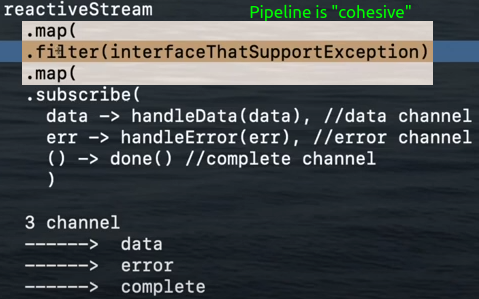 reactiveStream
Pipeline is "cohesive"
.map(
.filter(interfaceThatSupportException)
.map(
.subscribe(
data -> handleData(data), //data channel
err -> handleError(err), //error channel
() -> done() //complete channel
)
3 channel
------> data
------> error
------> complete